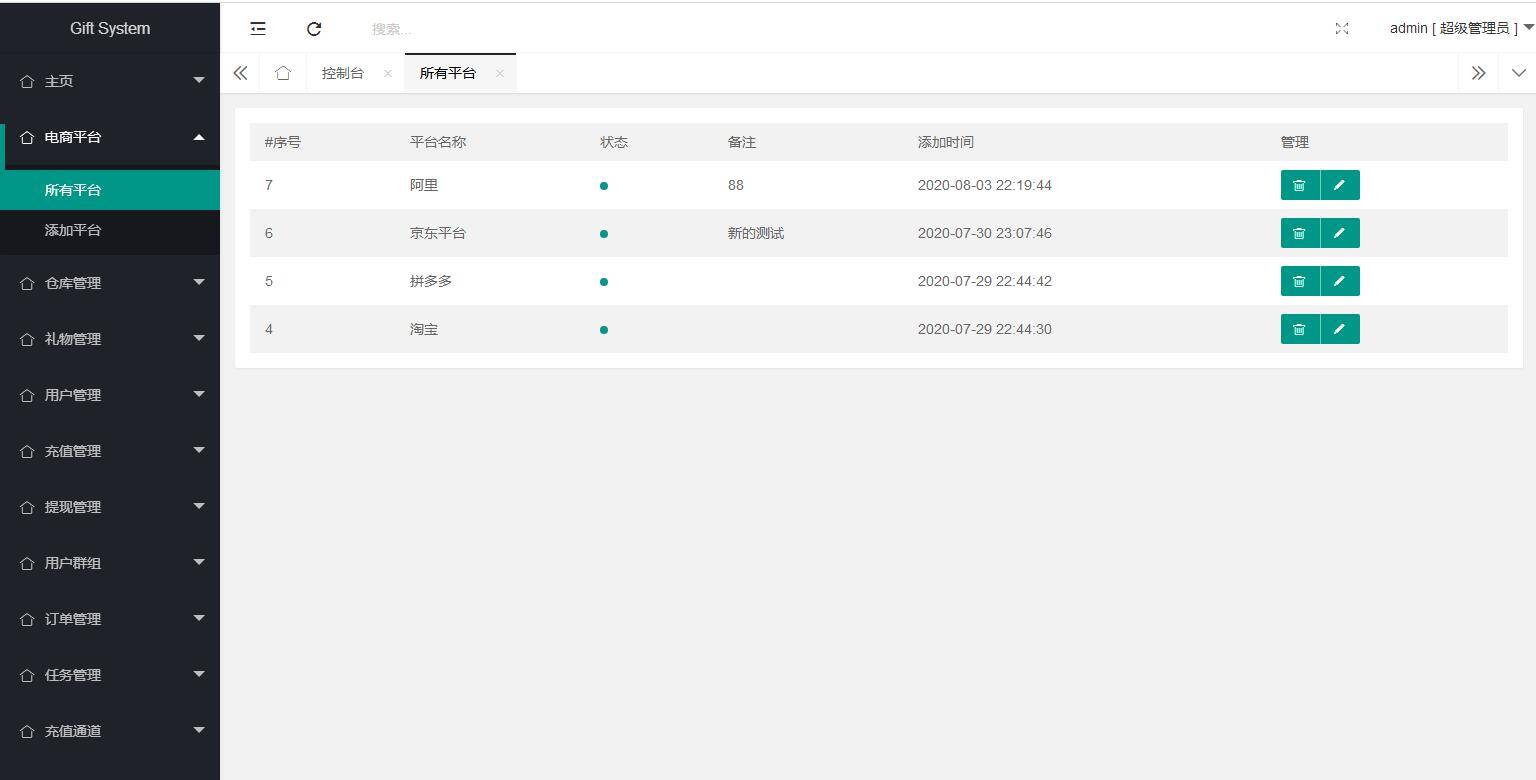 Gift System
主页
电商平台
所有平台
添加平台
仓库管理
礼物管理
用户管理
充值管理
提现管理
用户群组
订单管理
任务管理
充值通道
搜索...
admin [ 超级管理员 ]
控制台 所有平台
#序号 平台名称 状态 备注 添加时间 管理
7 阿里 88 2020-08-03 22:19:44
6 京东平台 新的测试 2020-07-30 23:07:46
5 拼多多 2020-07-29 22:44:42
4 淘宝 2020-07-29 22:44:30